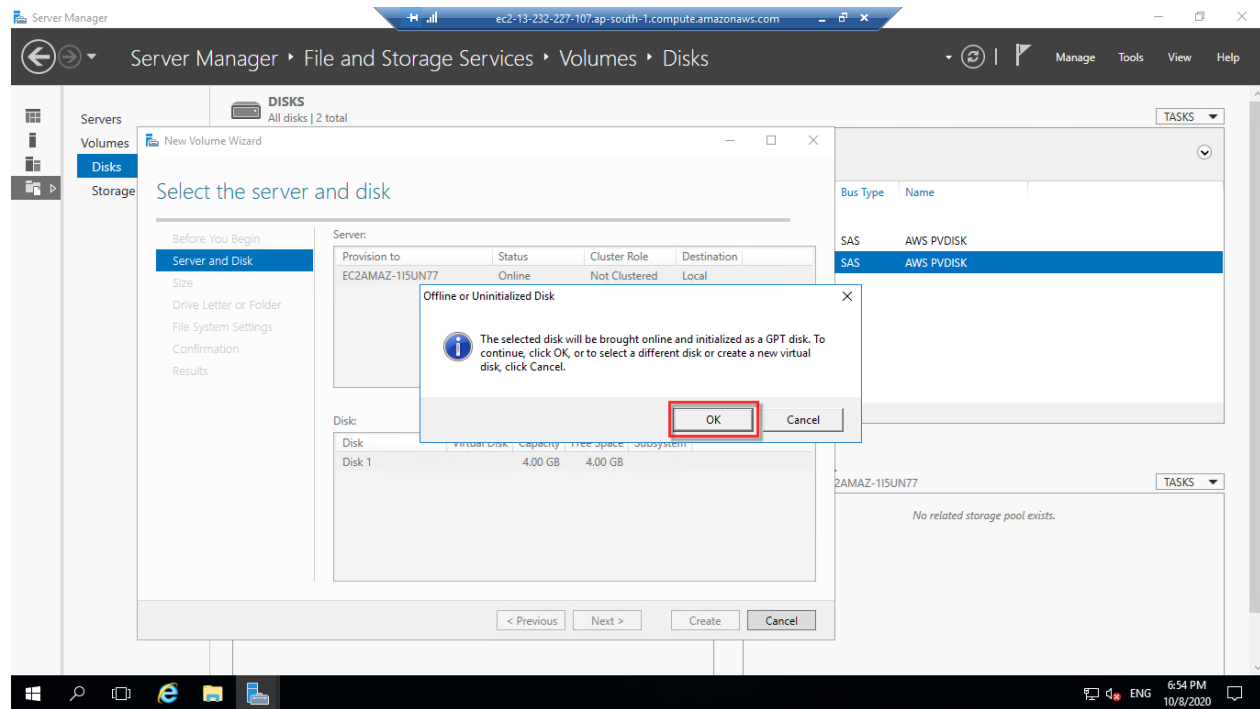 Server Manager
ec2-13-232-227-107.ap-south-1.compute.amazonaws.com
Server Manager ‣ File and Storage Services ‣ Volumes ‣ Disks
Manage Tools View Help
Servers
Volumes
Disks
Storage
DISKS
All disks | 2 total
TASKS
New Volume Wizard
Select the server and disk
Before You Begin
Server and Disk
Size
Drive Letter or Folder
File System Settings
Confirmation
Results
Server:
Provision to Status Cluster Role Destination
EC2AMAZ-1I5UN77 Online Not Clustered Local
Offline or Uninitialized Disk
The selected disk will be brought online and initialized as a GPT disk. To
continue, click OK, or to select a different disk or create a new virtual
disk, click Cancel.
OK Cancel
Disk:
Disk Virtual Disk Capacity Free Space Subsystem
Disk 1 4.00 GB 4.00 GB
< Previous Next > Create Cancel
Bus Type Name
SAS AWS PVDISK
SAS AWS PVDISK
2AMAZ-1I5UN77
TASKS
No related storage pool exists.
ENG
6:54 PM
10/8/2020